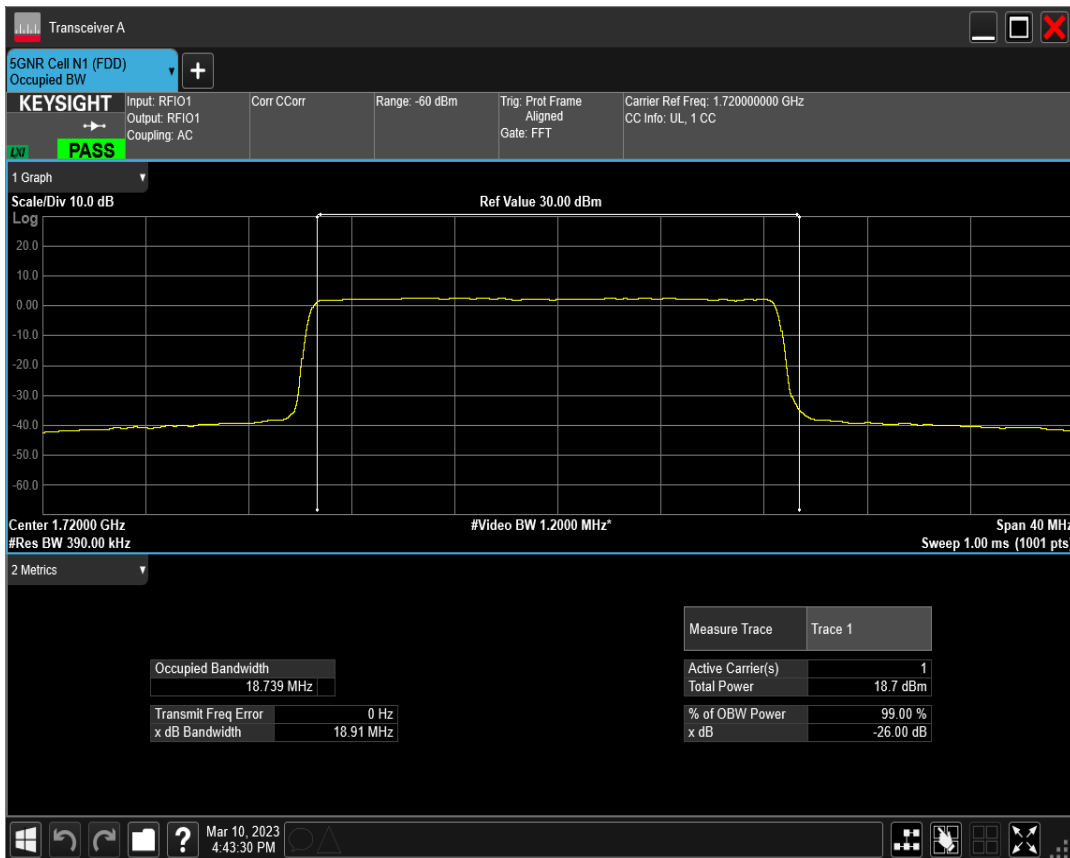 Transceiver A
5GNR Cell N1 (FDD)
Occupied BW
+
KEYSIGHT
LXI
PASS
Input: RFIO1
Output: RFIO1
Coupling: AC
Corr CCorr
Range: -60 dBm
Trig: Prot Frame
Aligned
Gate: FFT
Carrier Ref Freq: 1.720000000 GHz
CC Info: UL, 1 CC
1 Graph
Scale/Div 10.0 dB
Ref Value 30.00 dBm
Log
20.0
10.0
0.00
-10.0
-20.0
-30.0
-40.0
-50.0
-60.0
Center 1.72000 GHz
#Video BW 1.2000 MHz*
Span 40 MHz
#Res BW 390.00 kHz
Sweep 1.00 ms (1001 pts)
2 Metrics
Measure Trace Trace 1
Occupied Bandwidth
18.739 MHz
Active Carrier(s) 1
Total Power 18.7 dBm
Transmit Freq Error 0 Hz
x dB Bandwidth 18.91 MHz
% of OBW Power 99.00 %
x dB -26.00 dB
?
Mar 10, 2023
4:43:30 PM